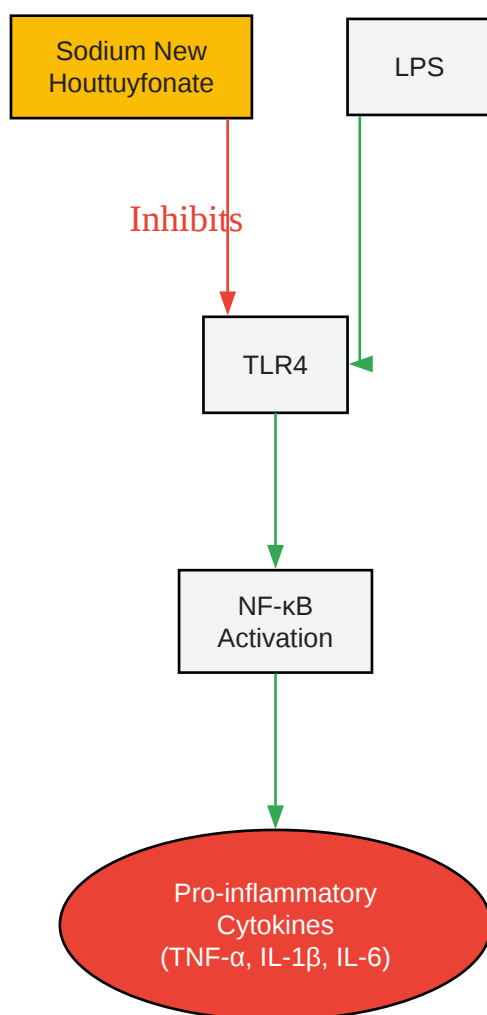 Sodium New
Houttuyfonate
LPS
Inhibits
TLR4
NF-κB
Activation
Pro-inflammatory
Cytokines
(TNF-α, IL-1β, IL-6)